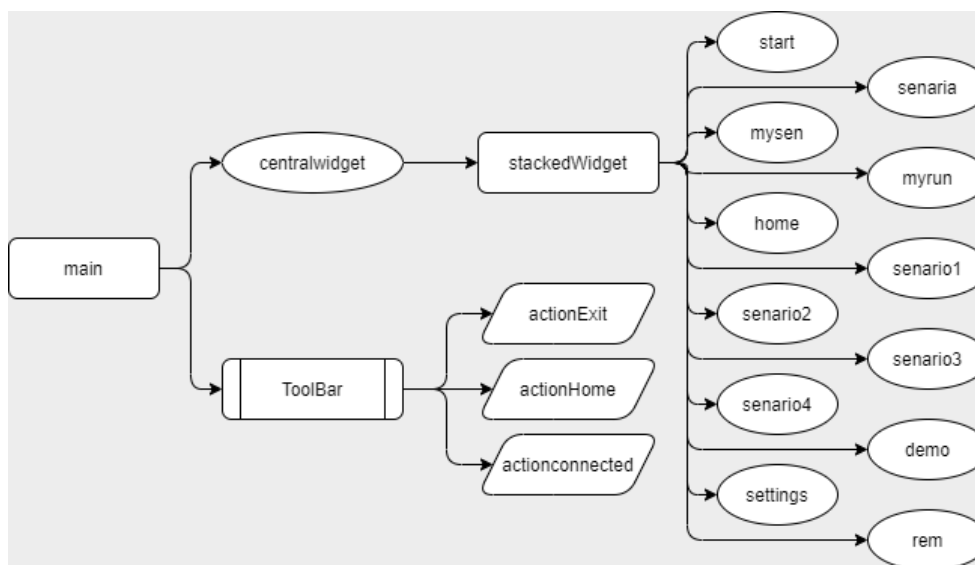 start
senaria
mysen
centralwidget
stackedWidget
myrun
home
main
senario1
actionExit
senario2
senario3
ToolBar
actionHome
senario4
demo
actionconnected
settings
rem